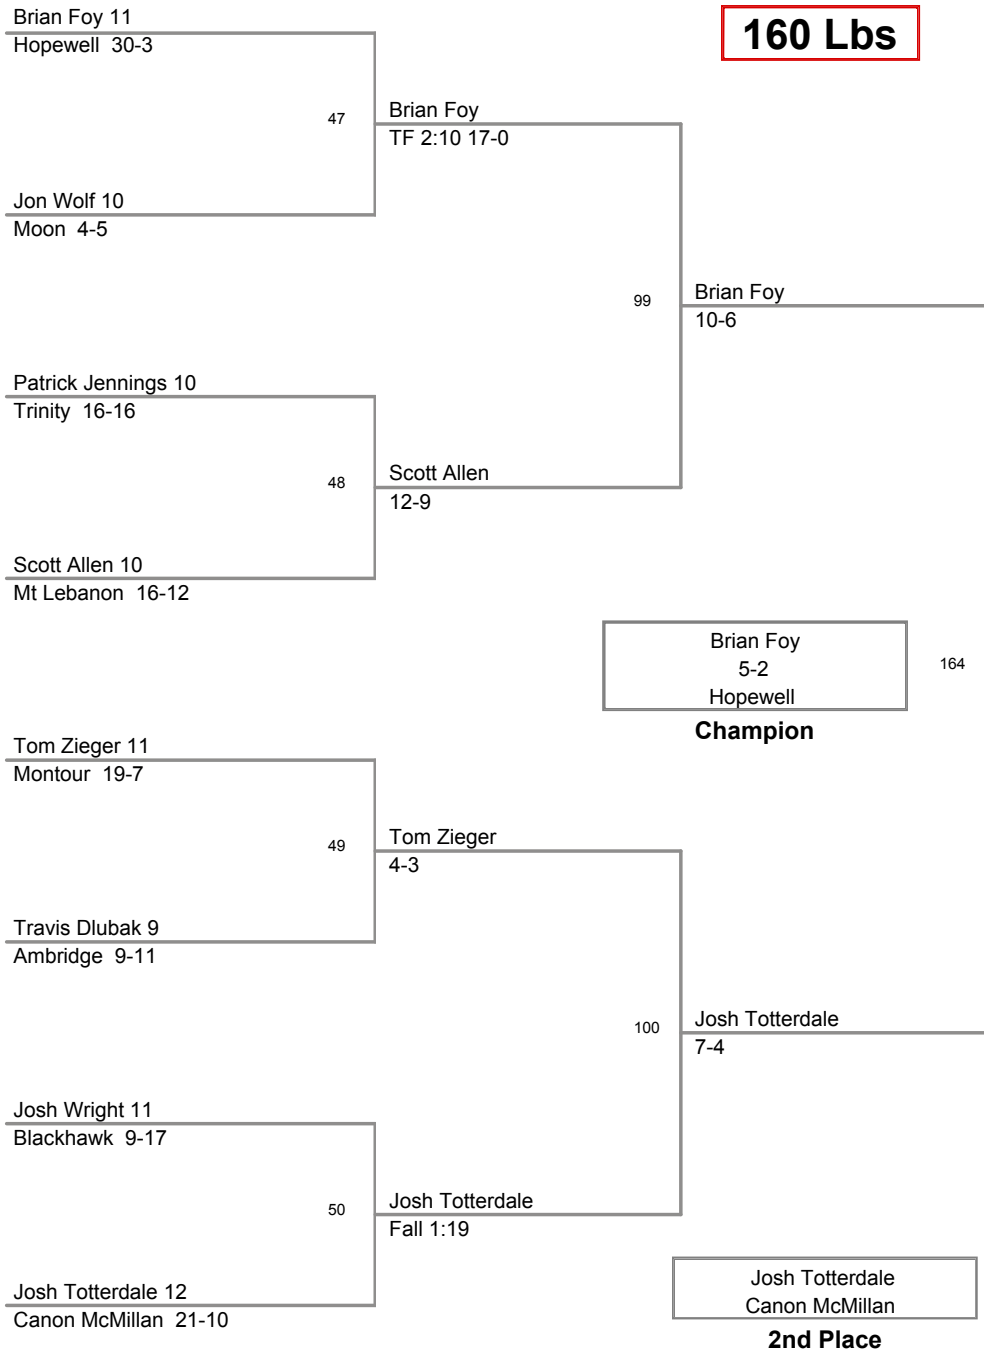 Brian Foy 11
Hopewell  30-3
160 Lbs
47
Brian Foy
TF 2:10 17-0
Jon Wolf 10
Moon  4-5
99
Brian Foy
10-6
Patrick Jennings 10
Trinity  16-16
48
Scott Allen
12-9
Scott Allen 10
Mt Lebanon  16-12
Brian Foy
5-2
Hopewell
164
Champion
Tom Zieger 11
Montour  19-7
49
Tom Zieger
4-3
Travis Dlubak 9
Ambridge  9-11
100
Josh Totterdale
7-4
Josh Wright 11
Blackhawk  9-17
50
Josh Totterdale
Fall 1:19
Josh Totterdale 12
Canon McMillan  21-10
Josh Totterdale
Canon McMillan
2nd Place